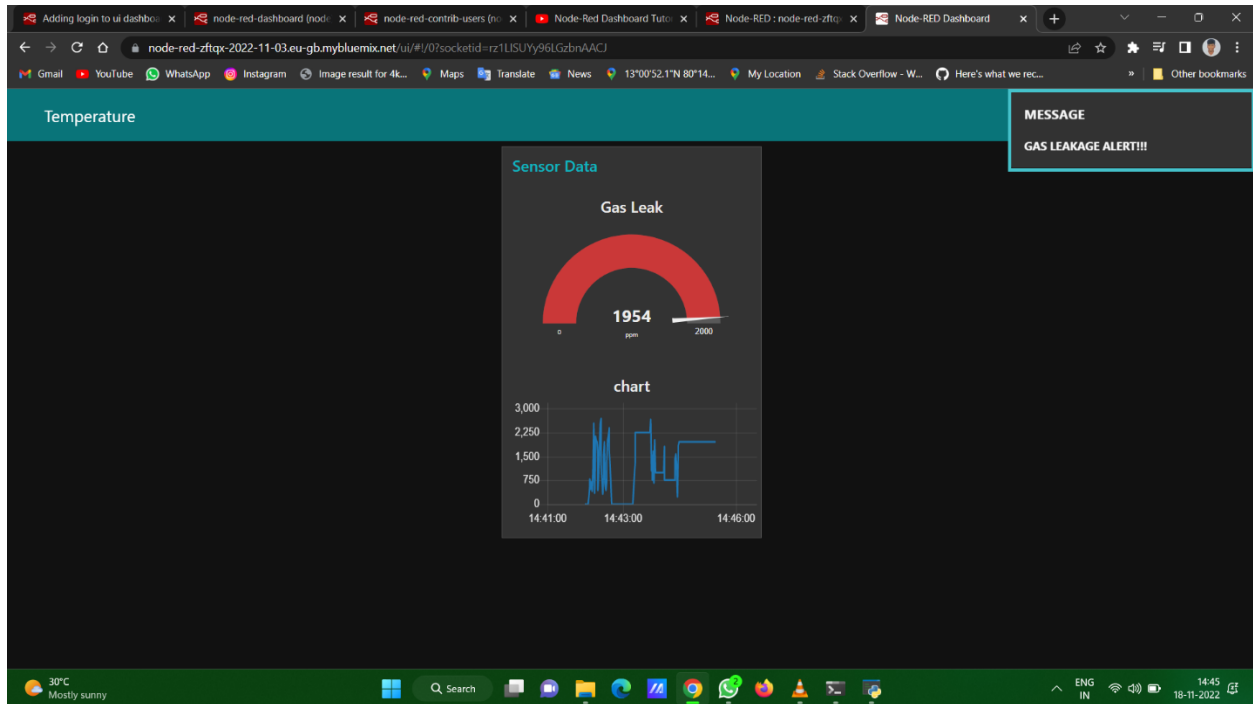 Adding login to ui dashboa
node-red-dashboard (node
node-red-contrib-users (no
Node-Red Dashboard Tuto
Node-RED : node-red-zftq
Node-RED Dashboard
node-red-zftqx-2022-11-03.eu-gb.mybluemix.net/ui/#!/0?socketid=rz1LISUYy96LGzbnAACJ
Gmail YouTube WhatsApp Instagram Image result for 4k... Maps Translate News 13°00'52.1"N 80°14... My Location Stack Overflow - W... Here's what we rec... » Other bookmarks
Temperature
MESSAGE
GAS LEAKAGE ALERT!!!
Sensor Data
Gas Leak
1954
0 ppm 2000
chart
3,000
2,250
1,500
750
0
14:41:00 14:43:00 14:46:00
30°C
Mostly sunny
Search
2
ENG
IN
14:45
18-11-2022